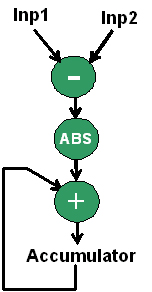 Inp1 Inp2
-
ABS
+
Accumulator